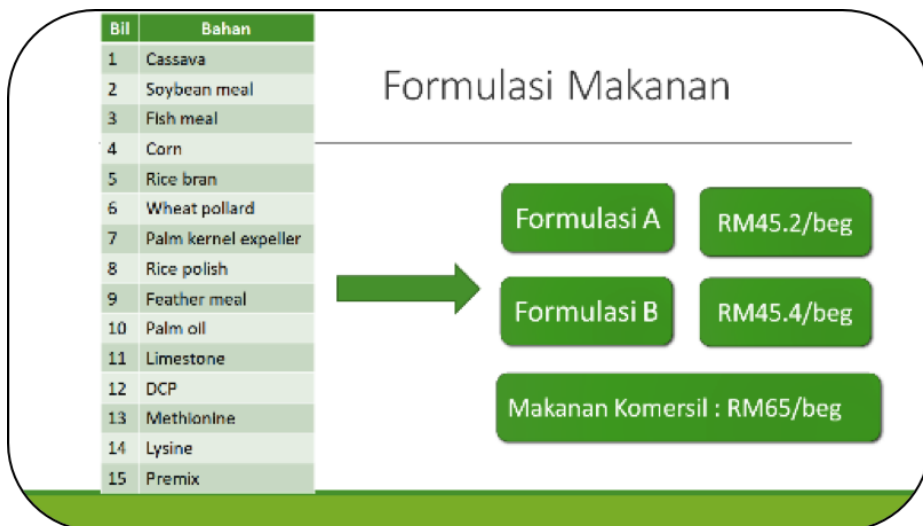 Bil Bahan
1 Cassava
2 Soybean meal
3 Fish meal
4 Corn
5 Rice bran
6 Wheat pollard
7 Palm kernel expeller
8 Rice polish
9 Feather meal
10 Palm oil
11 Limestone
12 DCP
13 Methionine
14 Lysine
15 Premix
Formulasi Makanan
Formulasi A RM45.2/beg
Formulasi B RM45.4/beg
Makanan Komersil : RM65/beg